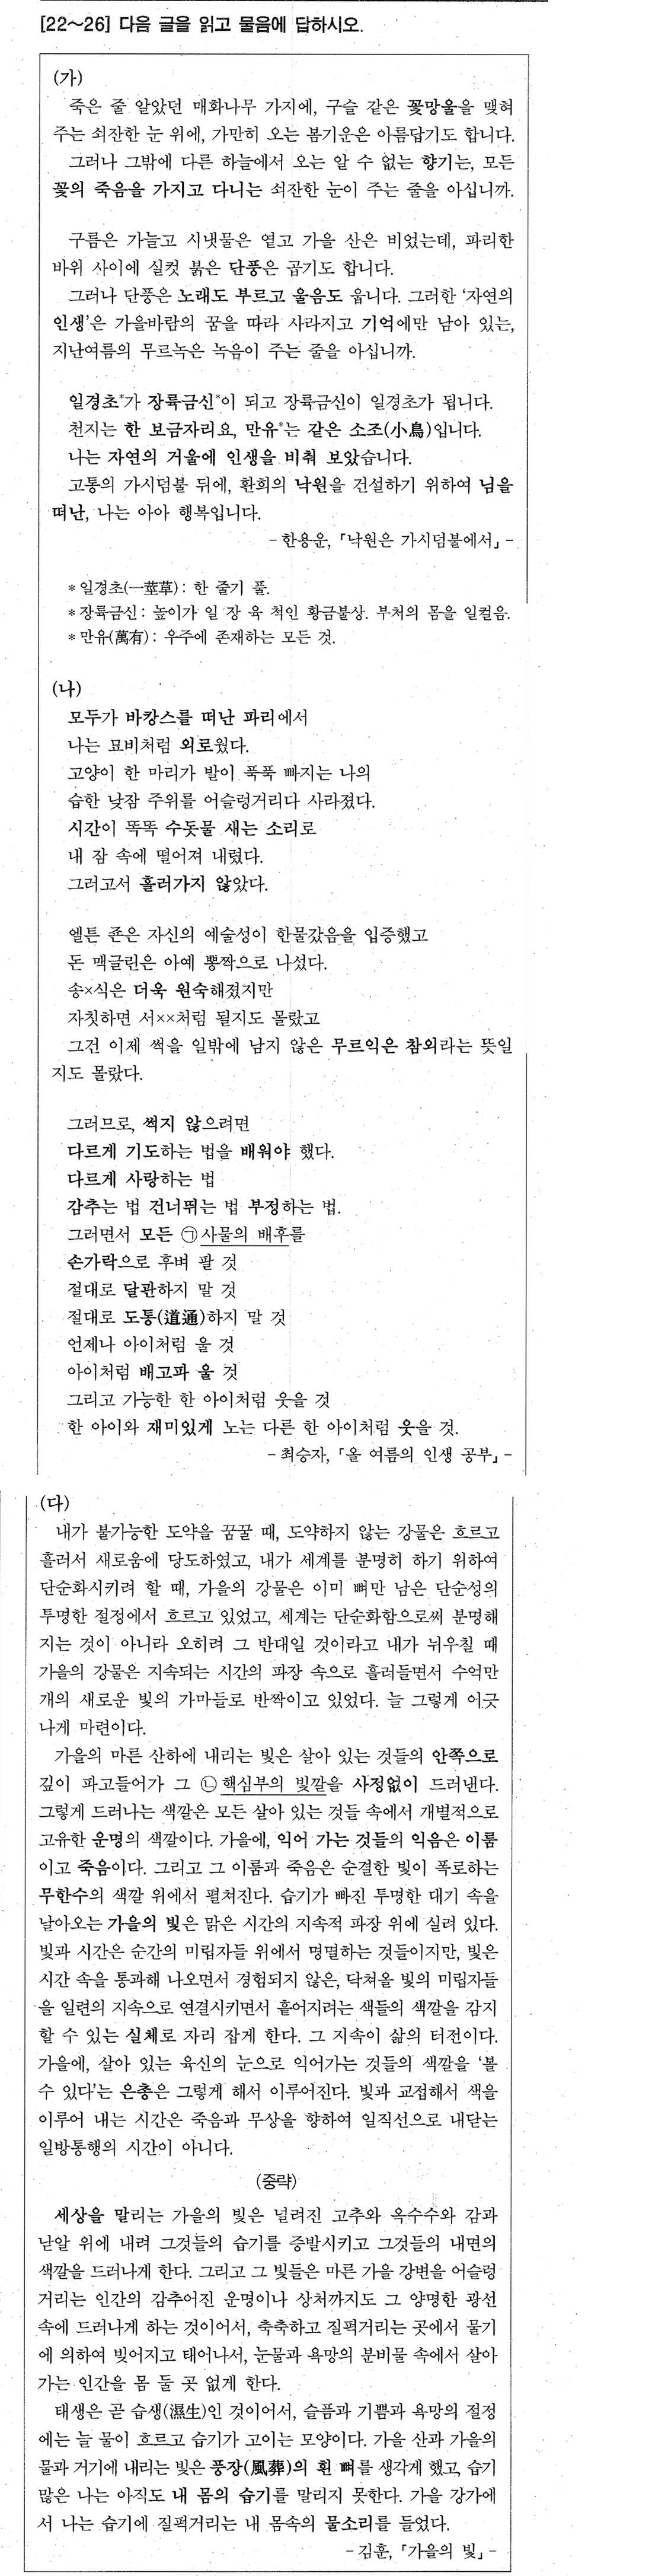 [22~26] 다음 글을 읽고 물음에 답하시오.
(가)
죽은 줄 알았던 매화나무 가지에, 구슬 같은 꽃망울을 맺혀
주는 쇠잔한 눈 위에, 가만히 오는 봄기운은 아름답기도 합니다.
그러나 그밖에 다른 하늘에서 오는 알 수 없는 향기는, 모든
꽃의 죽음을 가지고 다니는 쇠잔한 눈이 주는 줄을 아십니까.
구름은 가늘고 시냇물은 옅고 가을 산은 비었는데, 파리한
바위 사이에 실컷 붉은 단풍은 곱기도 합니다.
그러나 단풍은 노래도 부르고 울음도 웁니다. 그러한 ‘자연의
인생’은 가을바람의 꿈을 따라 사라지고 기억에만 남아 있는,
지난여름의 무르녹은 녹음이 주는 줄을 아십니까.
일경초*가 장륙금신*이 되고 장륙금신이 일경초가 됩니다.
천지는 한 보금자리요, 만유*는 같은 소조(小鳥)입니다.
나는 자연의 거울에 인생을 비춰 보았습니다.
고통의 가시덤불 뒤에, 환희의 낙원을 건설하기 위하여 님을
떠난, 나는 아아 행복입니다.
- 한용운, 「낙원은 가시덤불에서」 -
* 일경초(一莖草) : 한 줄기 풀.
* 장륙금신 : 높이가 일 장 육 척인 황금불상. 부처의 몸을 일컬음.
* 만유(萬有) : 우주에 존재하는 모든 것.
(나)
모두가 바캉스를 떠난 파리에서
나는 묘비처럼 외로웠다.
고양이 한 마리가 발이 푹푹 빠지는 나의
습한 낮잠 주위를 어슬렁거리다 사라졌다.
시간이 똑똑 수돗물 새는 소리로
내 잠 속에 떨어져 내렸다.
그러고서 흘러가지 않았다.
엘튼 존은 자신의 예술성이 한물갔음을 입증했고
돈 맥글린은 아예 뽕짝으로 나섰다.
송×식은 더욱 원숙해졌지만
자칫하면 서××처럼 될지도 몰랐고
그건 이제 썩을 일밖에 남지 않은 무르익은 참외라는 뜻일
지도 몰랐다.
그러므로, 썩지 않으려면
다르게 기도하는 법을 배워야 했다.
다르게 사랑하는 법
감추는 법 건너뛰는 법 부정하는 법.
그러면서 모든 ㉠사물의 배후를
손가락으로 후벼 팔 것
절대로 달관하지 말 것
절대로 도통(道通)하지 말 것
언제나 아이처럼 울 것
아이처럼 배고파 울 것
그리고 가능한 한 아이처럼 웃을 것
한 아이와 재미있게 노는 다른 한 아이처럼 웃을 것.
- 최승자, 「올 여름의 인생 공부」 -
(다)
내가 불가능한 도약을 꿈꿀 때, 도약하지 않는 강물은 흐르고
흘러서 새로움에 당도하였고, 내가 세계를 분명히 하기 위하여
단순화시키려 할 때, 가을의 강물은 이미 뼈만 남은 단순성의
투명한 절정에서 흐르고 있었고, 세계는 단순화함으로써 분명해
지는 것이 아니라 오히려 그 반대일 것이라고 내가 뉘우칠 때
가을의 강물은 지속되는 시간의 파장 속으로 흘러들면서 수억만
개의 새로운 빛의 가마들로 반짝이고 있었다. 늘 그렇게 어긋
나게 마련이다.
가을의 마른 산하에 내리는 빛은 살아 있는 것들의 안쪽으로
깊이 파고들어가 그 ㉡핵심부의 빛깔을 사정없이 드러낸다.
그렇게 드러나는 색깔은 모든 살아 있는 것들 속에서 개별적으로
고유한 운명의 색깔이다. 가을에, 익어 가는 것들의 익음은 이룸
이고 죽음이다. 그리고 그 이룸과 죽음은 순결한 빛이 폭로하는
무한수의 색깔 위에서 펼쳐진다. 습기가 빠진 투명한 대기 속을
날아오는 가을의 빛은 맑은 시간의 지속적 파장 위에 실려 있다.
빛과 시간은 순간의 미립자들 위에서 명멸하는 것들이지만, 빛은
시간 속을 통과해 나오면서 경험되지 않은, 닥쳐올 빛의 미립자들
을 일련의 지속으로 연결시키면서 흩어지려는 색들의 색깔을 감지
할 수 있는 실체로 자리 잡게 한다. 그 지속이 삶의 터전이다.
가을에, 살아 있는 육신의 눈으로 익어가는 것들의 색깔을 ‘볼
수 있다’는 은총은 그렇게 해서 이루어진다. 빛과 교접해서 색을
이루어 내는 시간은 죽음과 무상을 향하여 일직선으로 내닫는
일방통행의 시간이 아니다.
(중략)
세상을 말리는 가을의 빛은 널려진 고추와 옥수수와 감과
낟알 위에 내려 그것들의 습기를 증발시키고 그것들의 내면의
색깔을 드러나게 한다. 그리고 그 빛들은 마른 가을 강변을 어슬렁
거리는 인간의 감추어진 운명이나 상처까지도 그 양명한 광선
속에 드러나게 하는 것이어서, 축축하고 질퍽거리는 곳에서 물기
에 의하여 빚어지고 태어나서, 눈물과 욕망의 분비물 속에서 살아
가는 인간을 몸 둘 곳 없게 한다.
태생은 곧 습생(濕生)인 것이어서, 슬픔과 기쁨과 욕망의 절정
에는 늘 물이 흐르고 습기가 고이는 모양이다. 가을 산과 가을의
물과 거기에 내리는 빛은 풍장(風葬)의 흰 뼈를 생각게 했고, 습기
많은 나는 아직도 내 몸의 습기를 말리지 못한다. 가을 강가에
서 나는 습기에 질퍽거리는 내 몸속의 물소리를 들었다.
- 김훈, 「가을의 빛」 -